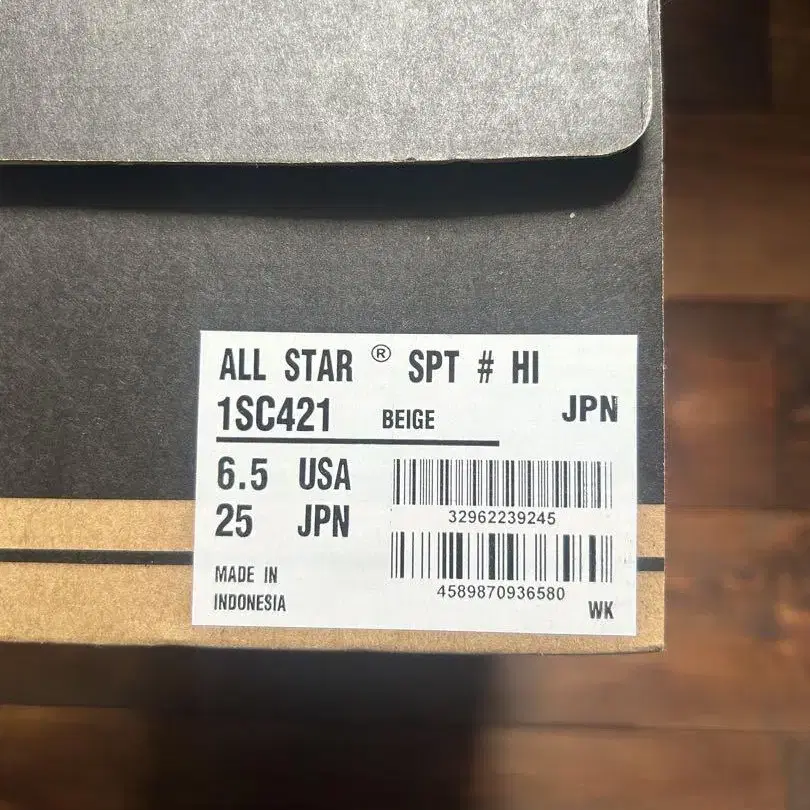 ALL STAR ® SPT # HI
1SC421 BEIGE JPN
6.5 USA
25 JPN
32962239245
4589870936580
MADE IN
INDONESIA
WK